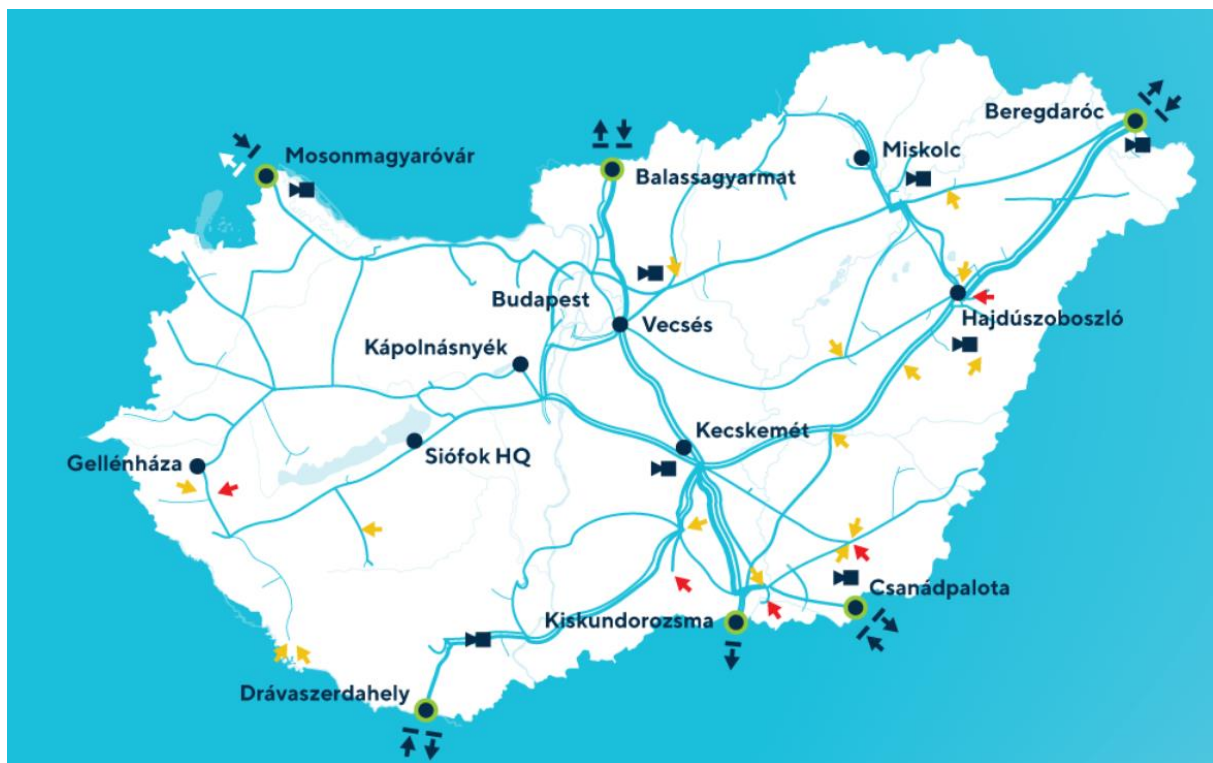 Beregdaróc
Mosonmagyaróvár
Miskolc
Balassagyarmat
Budapest
Vecsés
Hajdúszoboszló
Kápolnásnyék
Kecskemét
Siófok HQ
Gellénháza
Csanádpalota
Kiskundorozsma
Drávaszerdahely